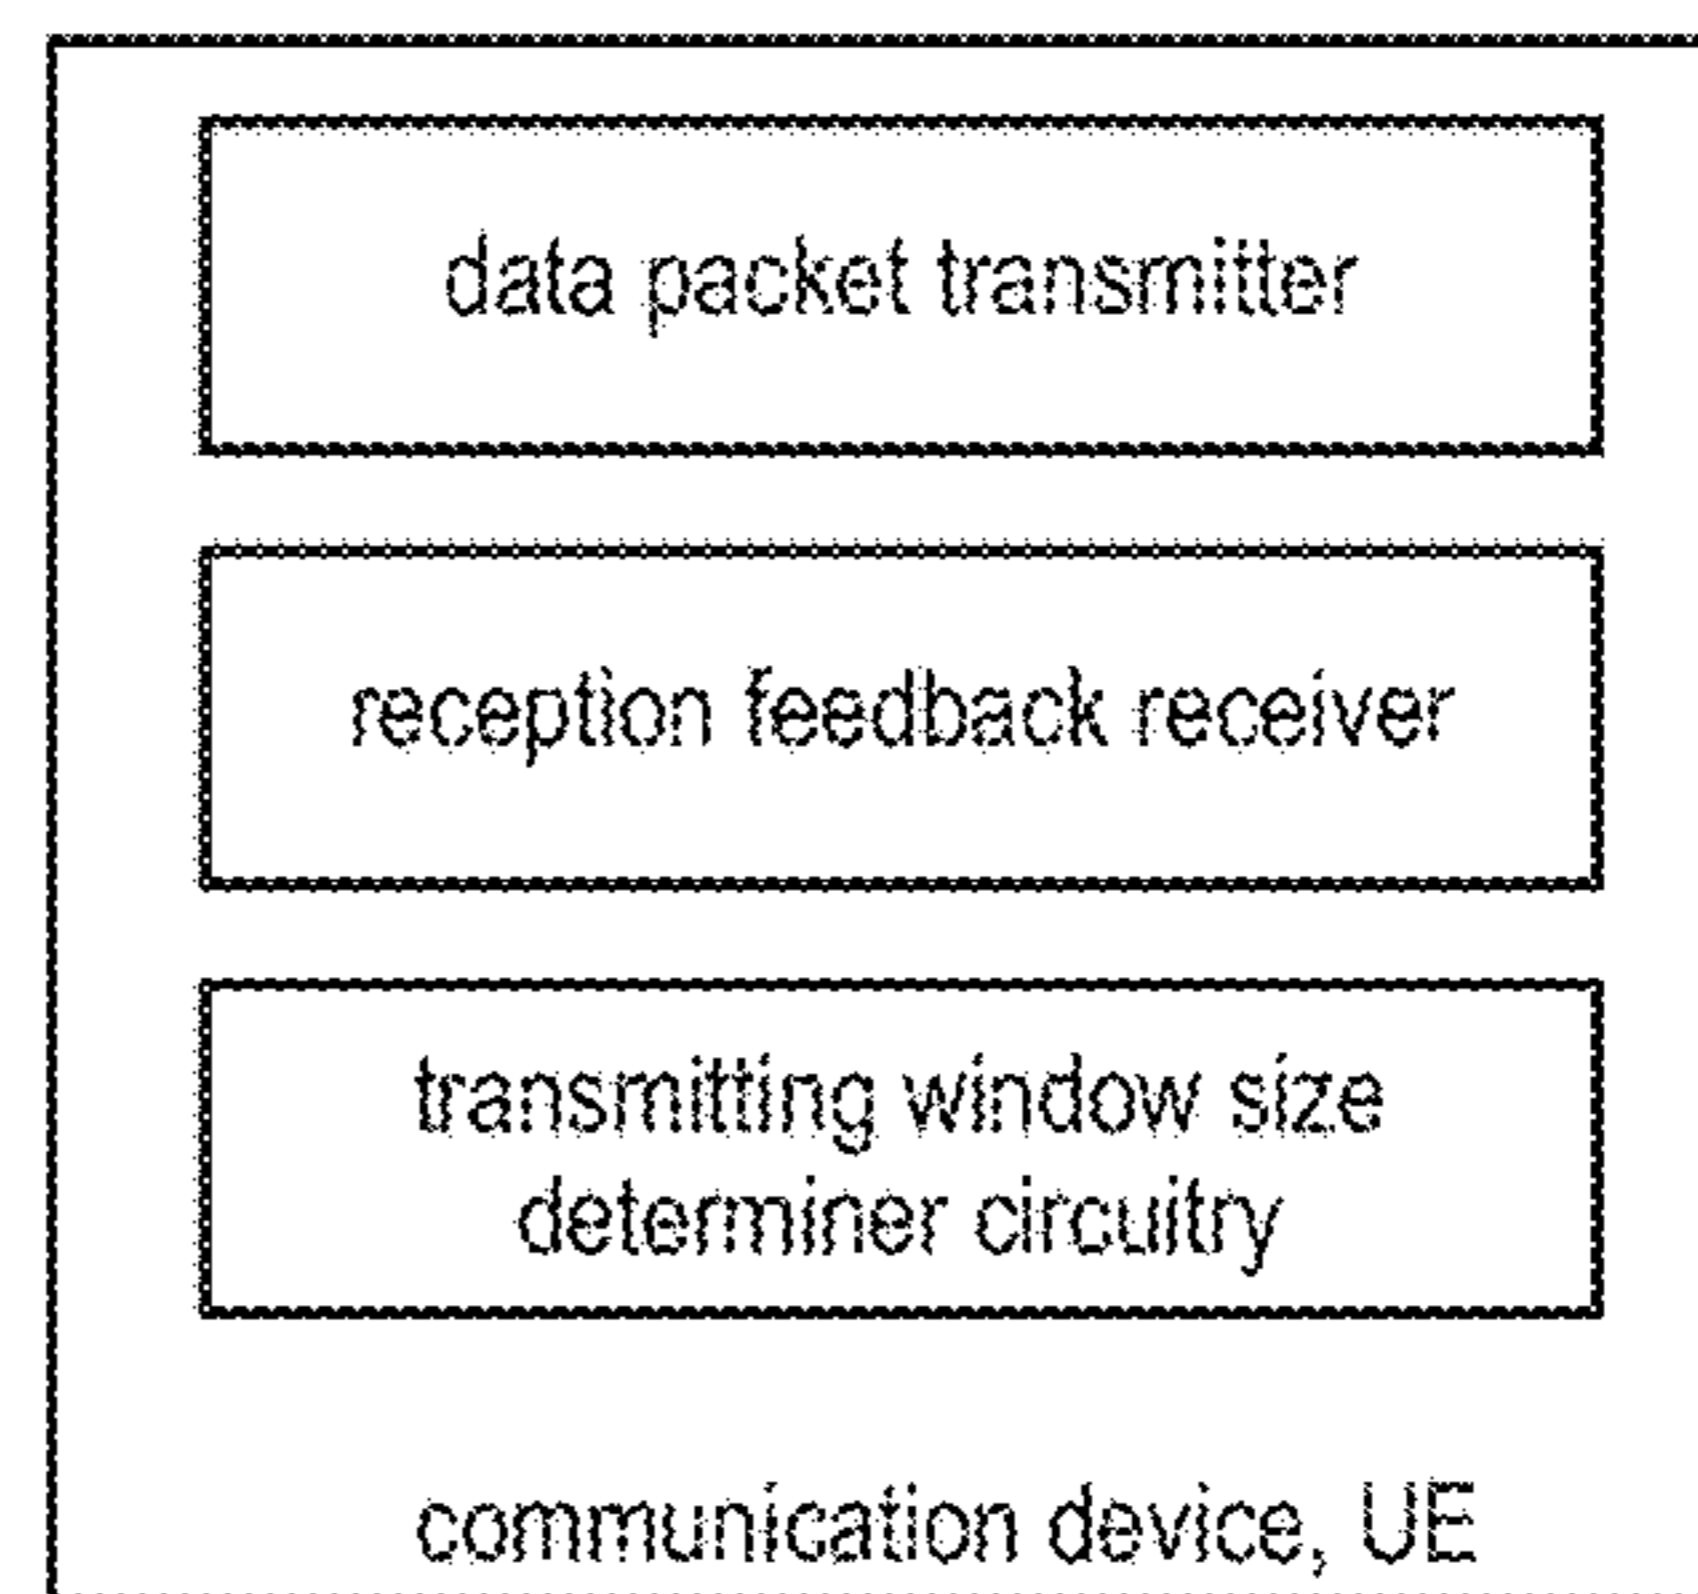 data packet transmitter
reception feedback receiver
transmitting window size
determiner circuitry
communication device, UE